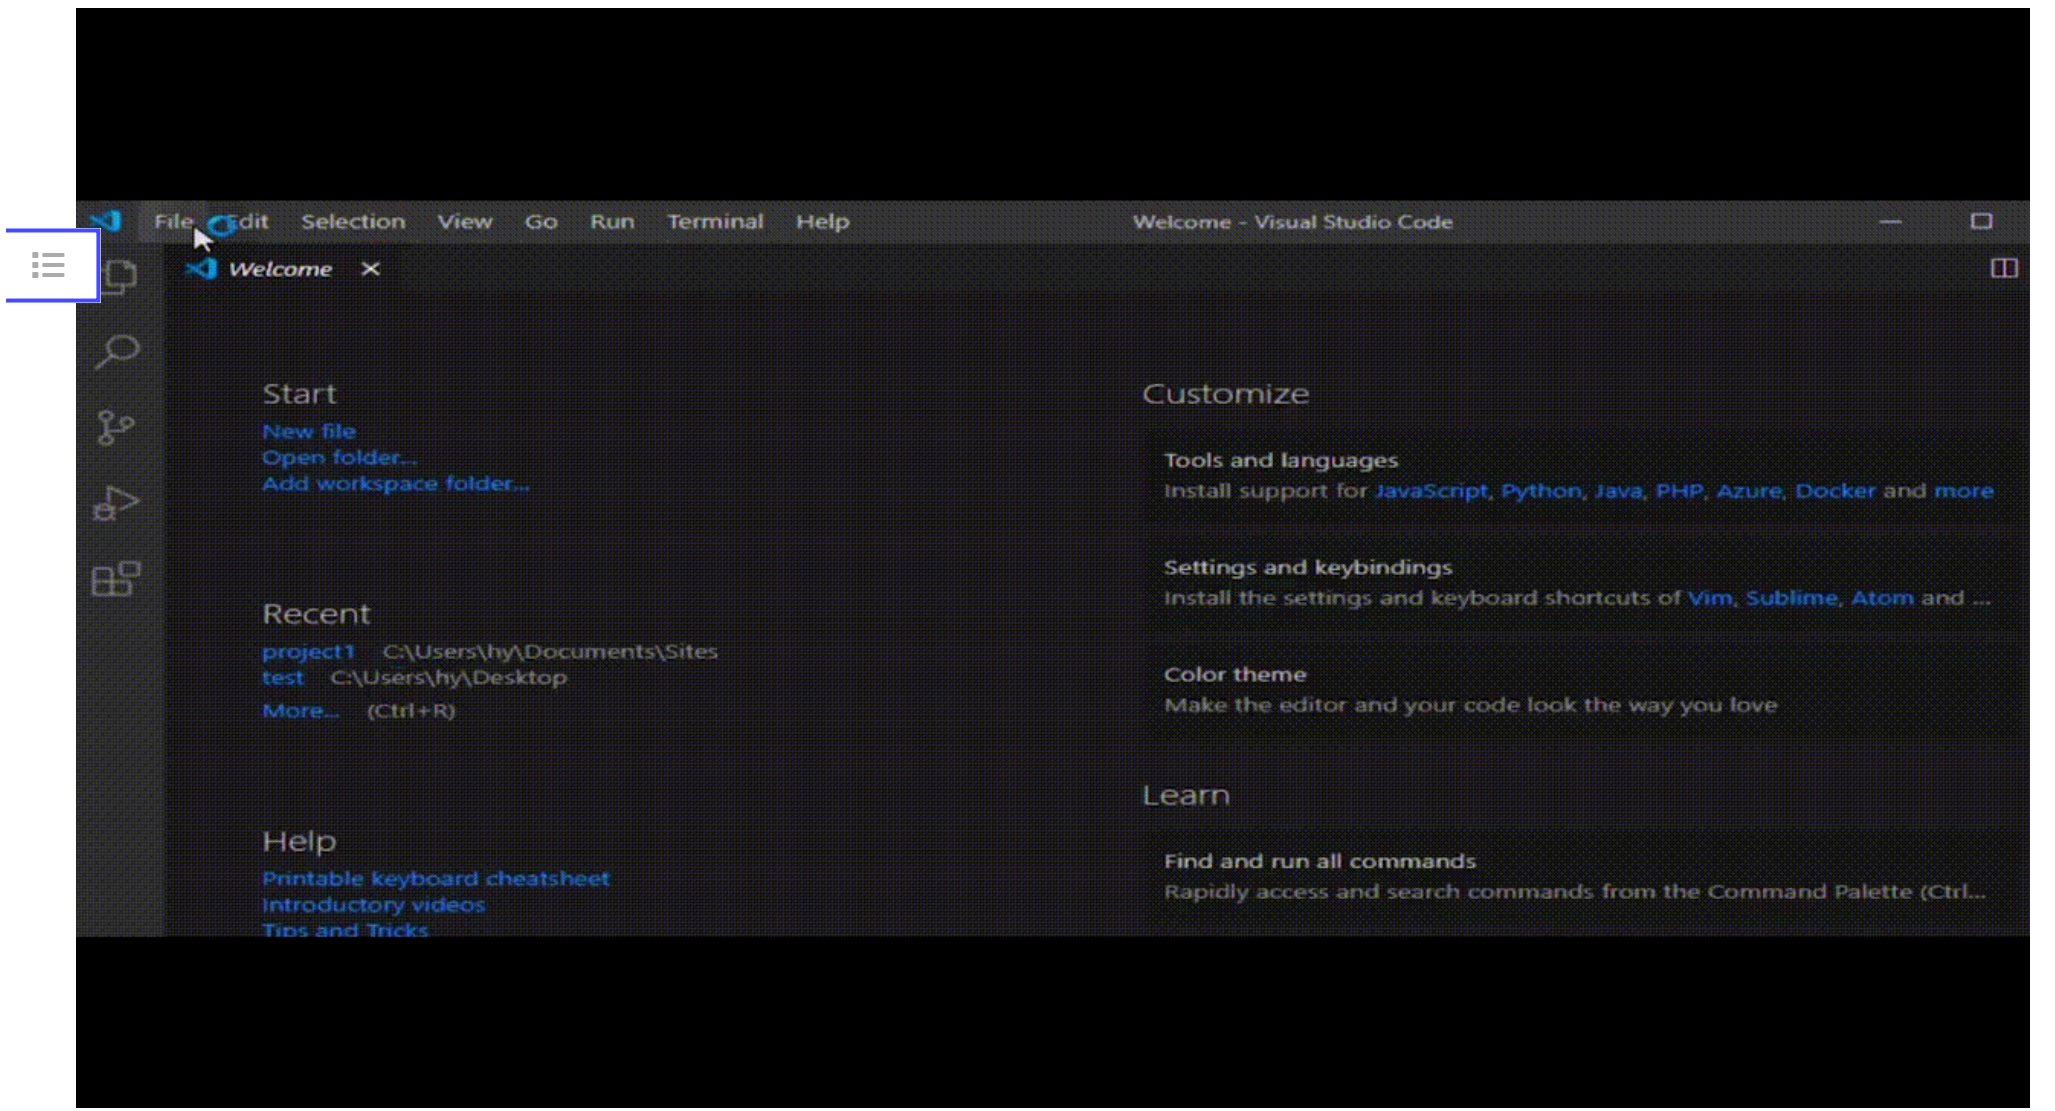 File Edit Selection View Go Run Terminal Help Welcome - Visual Studio Code
Welcome
Start
New file
Open folder...
Add workspace folder...
Recent
project1 C:\Users\hy\Documents\Sites
test C:\Users\hy\Desktop
More... (Ctrl+R)
Help
Printable keyboard cheatsheet
Introductory videos
Tips and Tricks
Customize
Tools and languages
Install support for JavaScript, Python, Java, PHP, Azure, Docker and more
Settings and keybindings
Install the settings and keyboard shortcuts of Vim, Sublime, Atom and ...
Color theme
Make the editor and your code look the way you love
Learn
Find and run all commands
Rapidly access and search commands from the Command Palette (Ctrl...